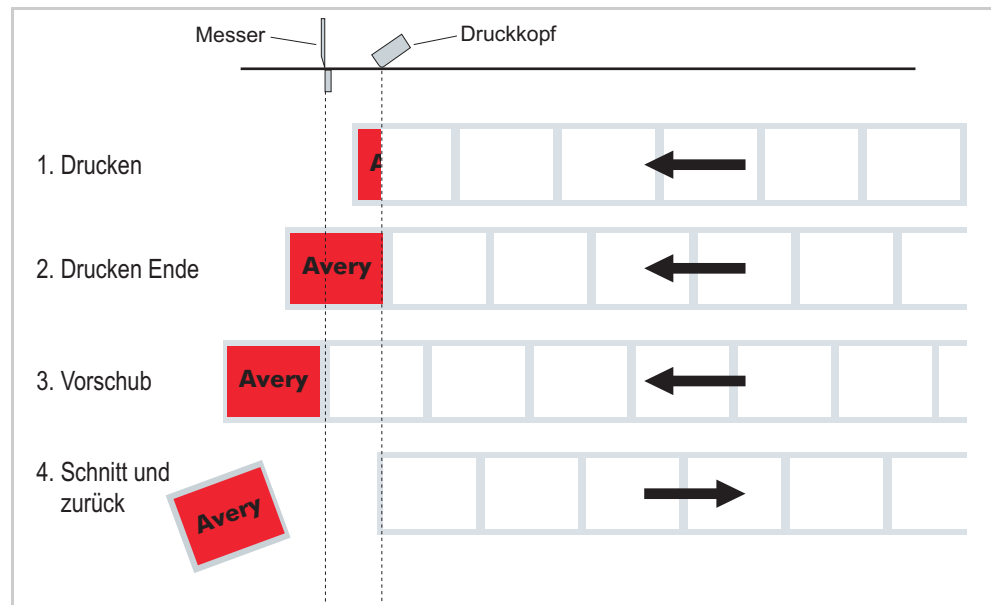 Messer
Druckkopf
1. Drucken
A
2. Drucken Ende
Avery
3. Vorschub
Avery
4. Schnitt und
zurück
Avery